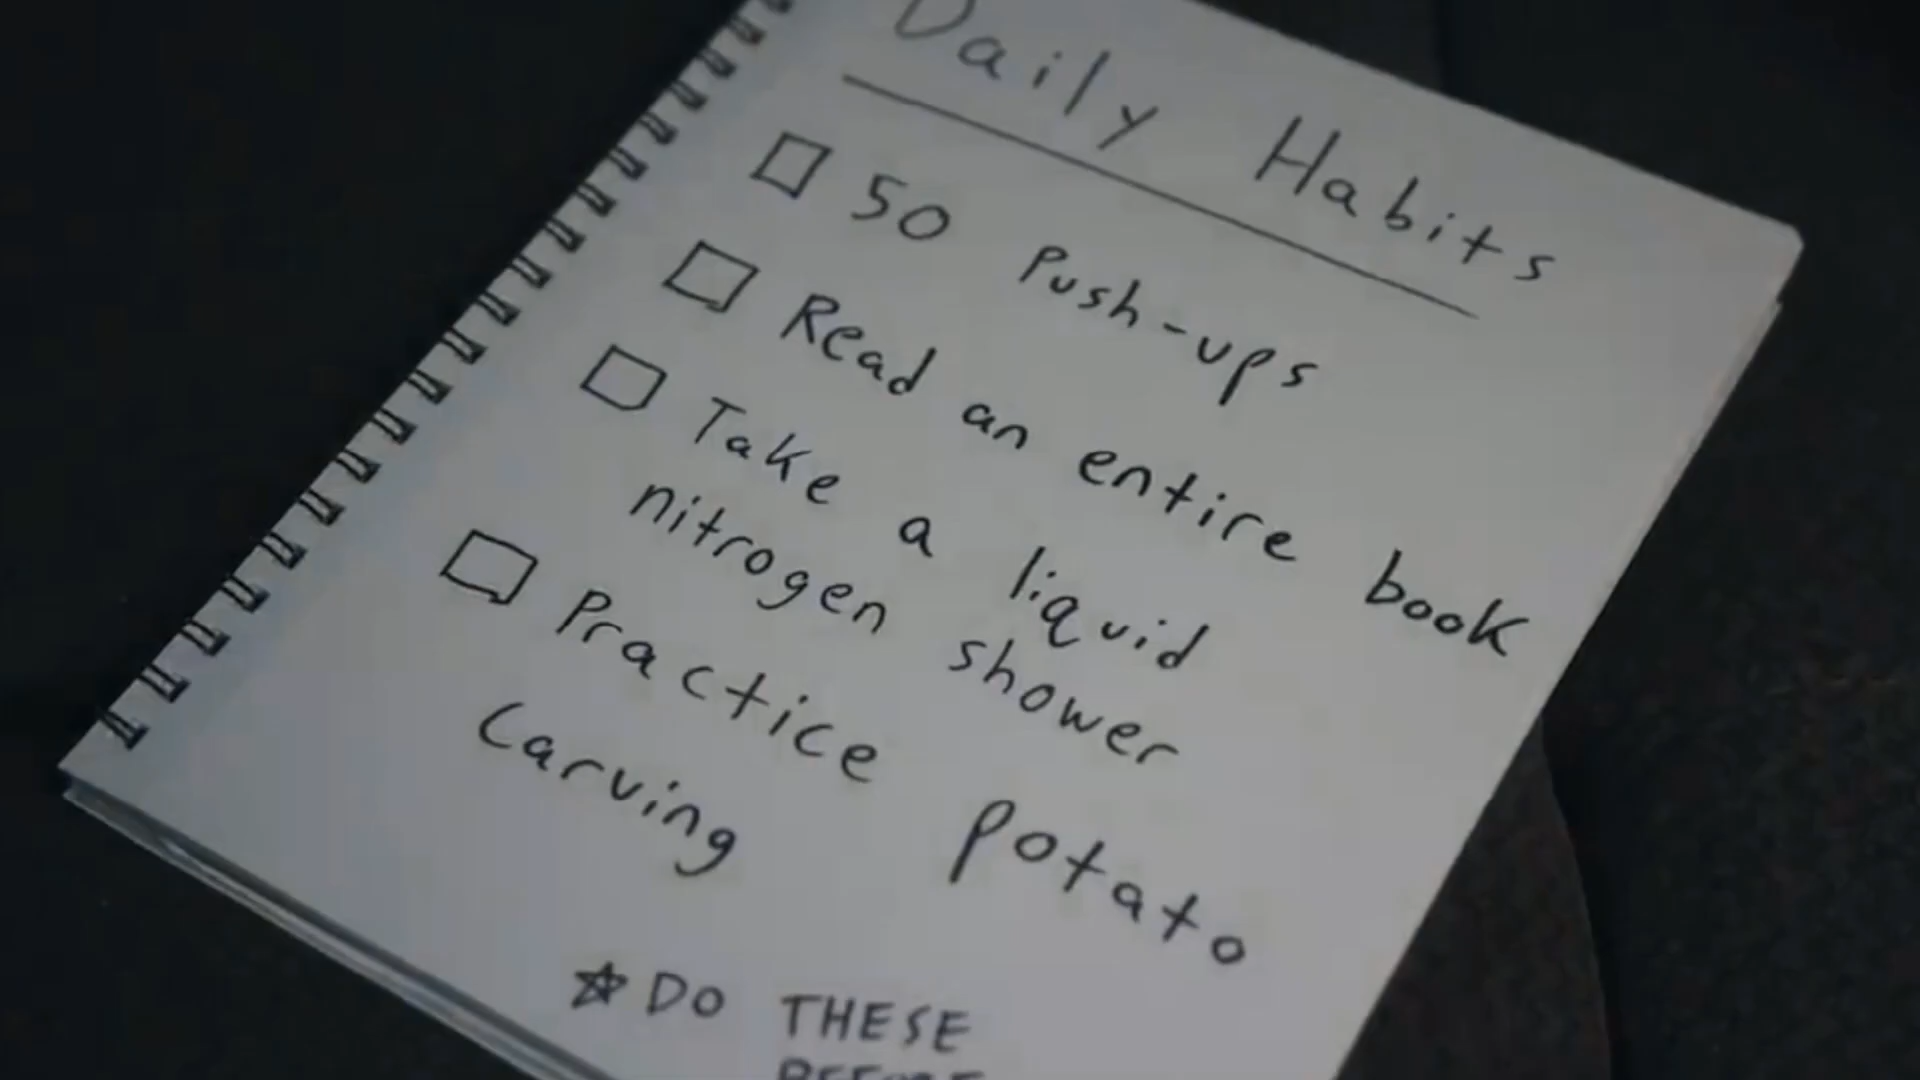 Daily Habits
50 Push-ups
Read an entire book
Take a liquid
nitrogen shower
Practice potato
carving
☆ DO THESE